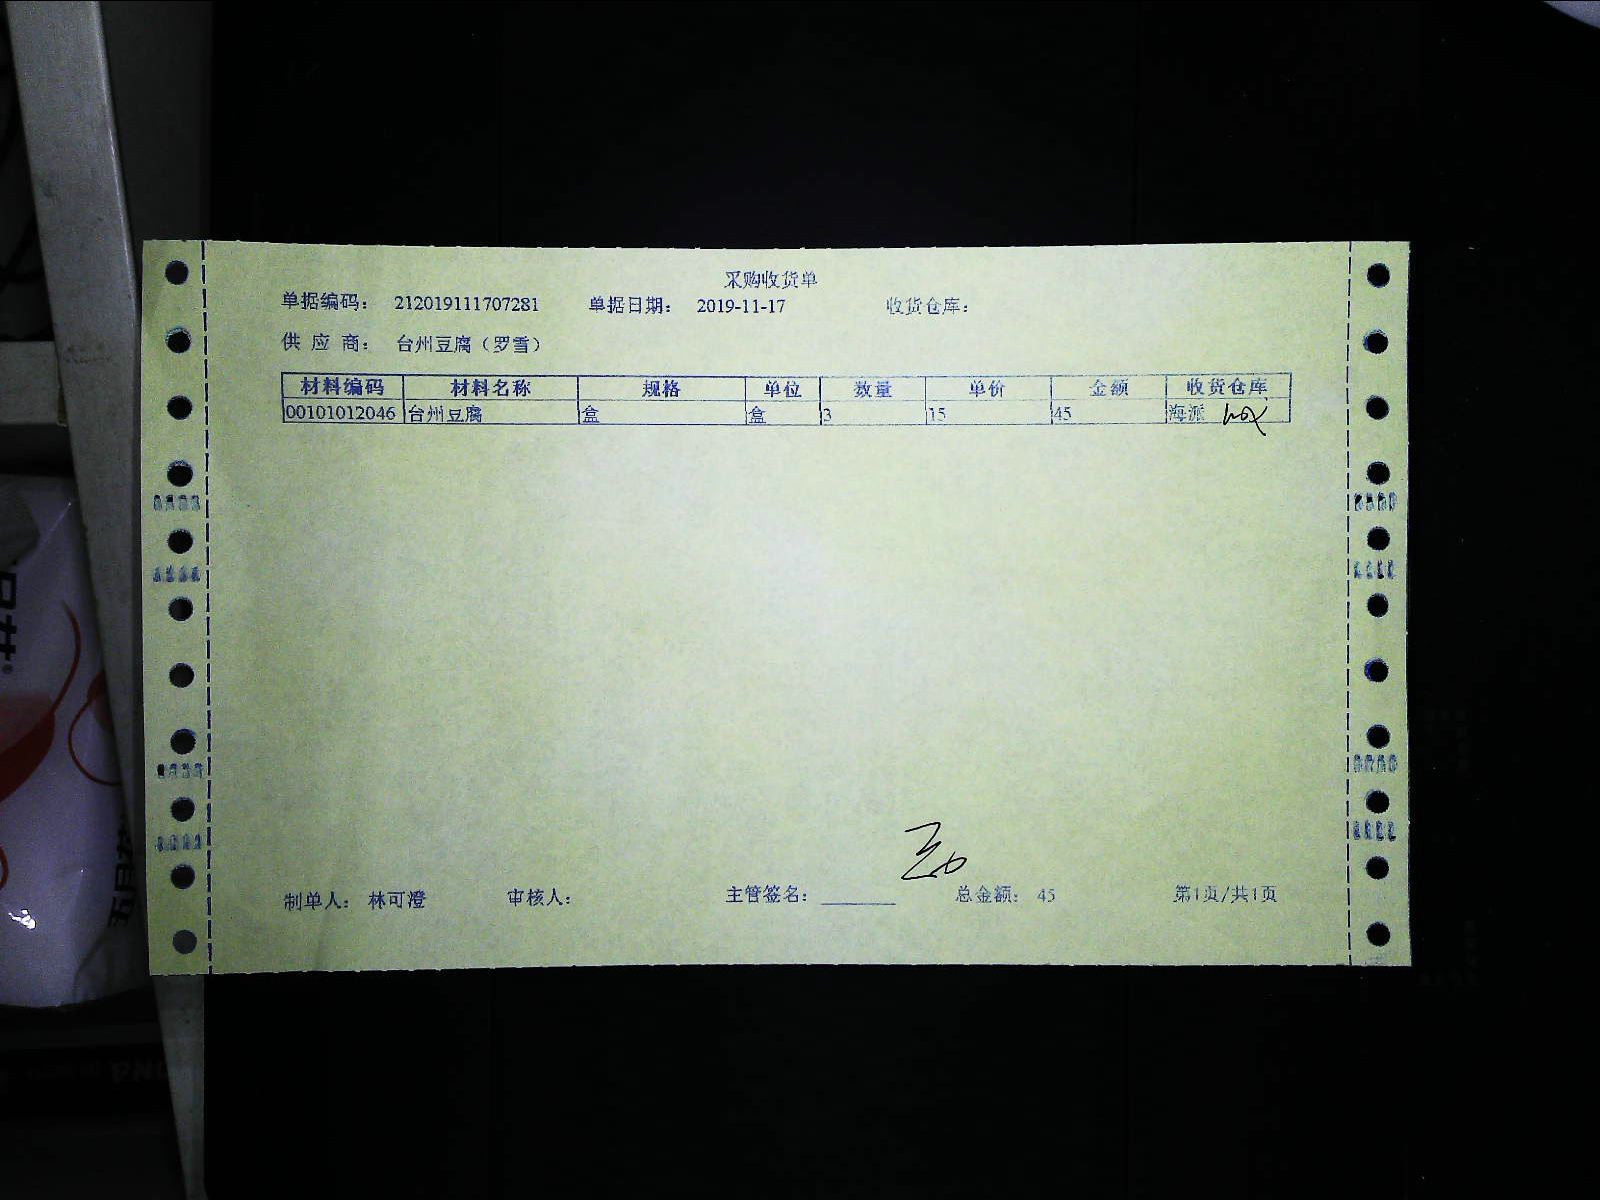 采购收货单
单据编码: 212019111707281 单据日期: 2019-11-17 收货仓库:
供 应 商: 台州豆腐（罗雪）
材料编码 材料名称 规格 单位 数量 单价 金额 收货仓库
00101012046 台州豆腐 盒 盒 3 15 45 海派
制单人: 林可澄 审核人: 主管签名: ________ 总金额: 45 第1页/共1页